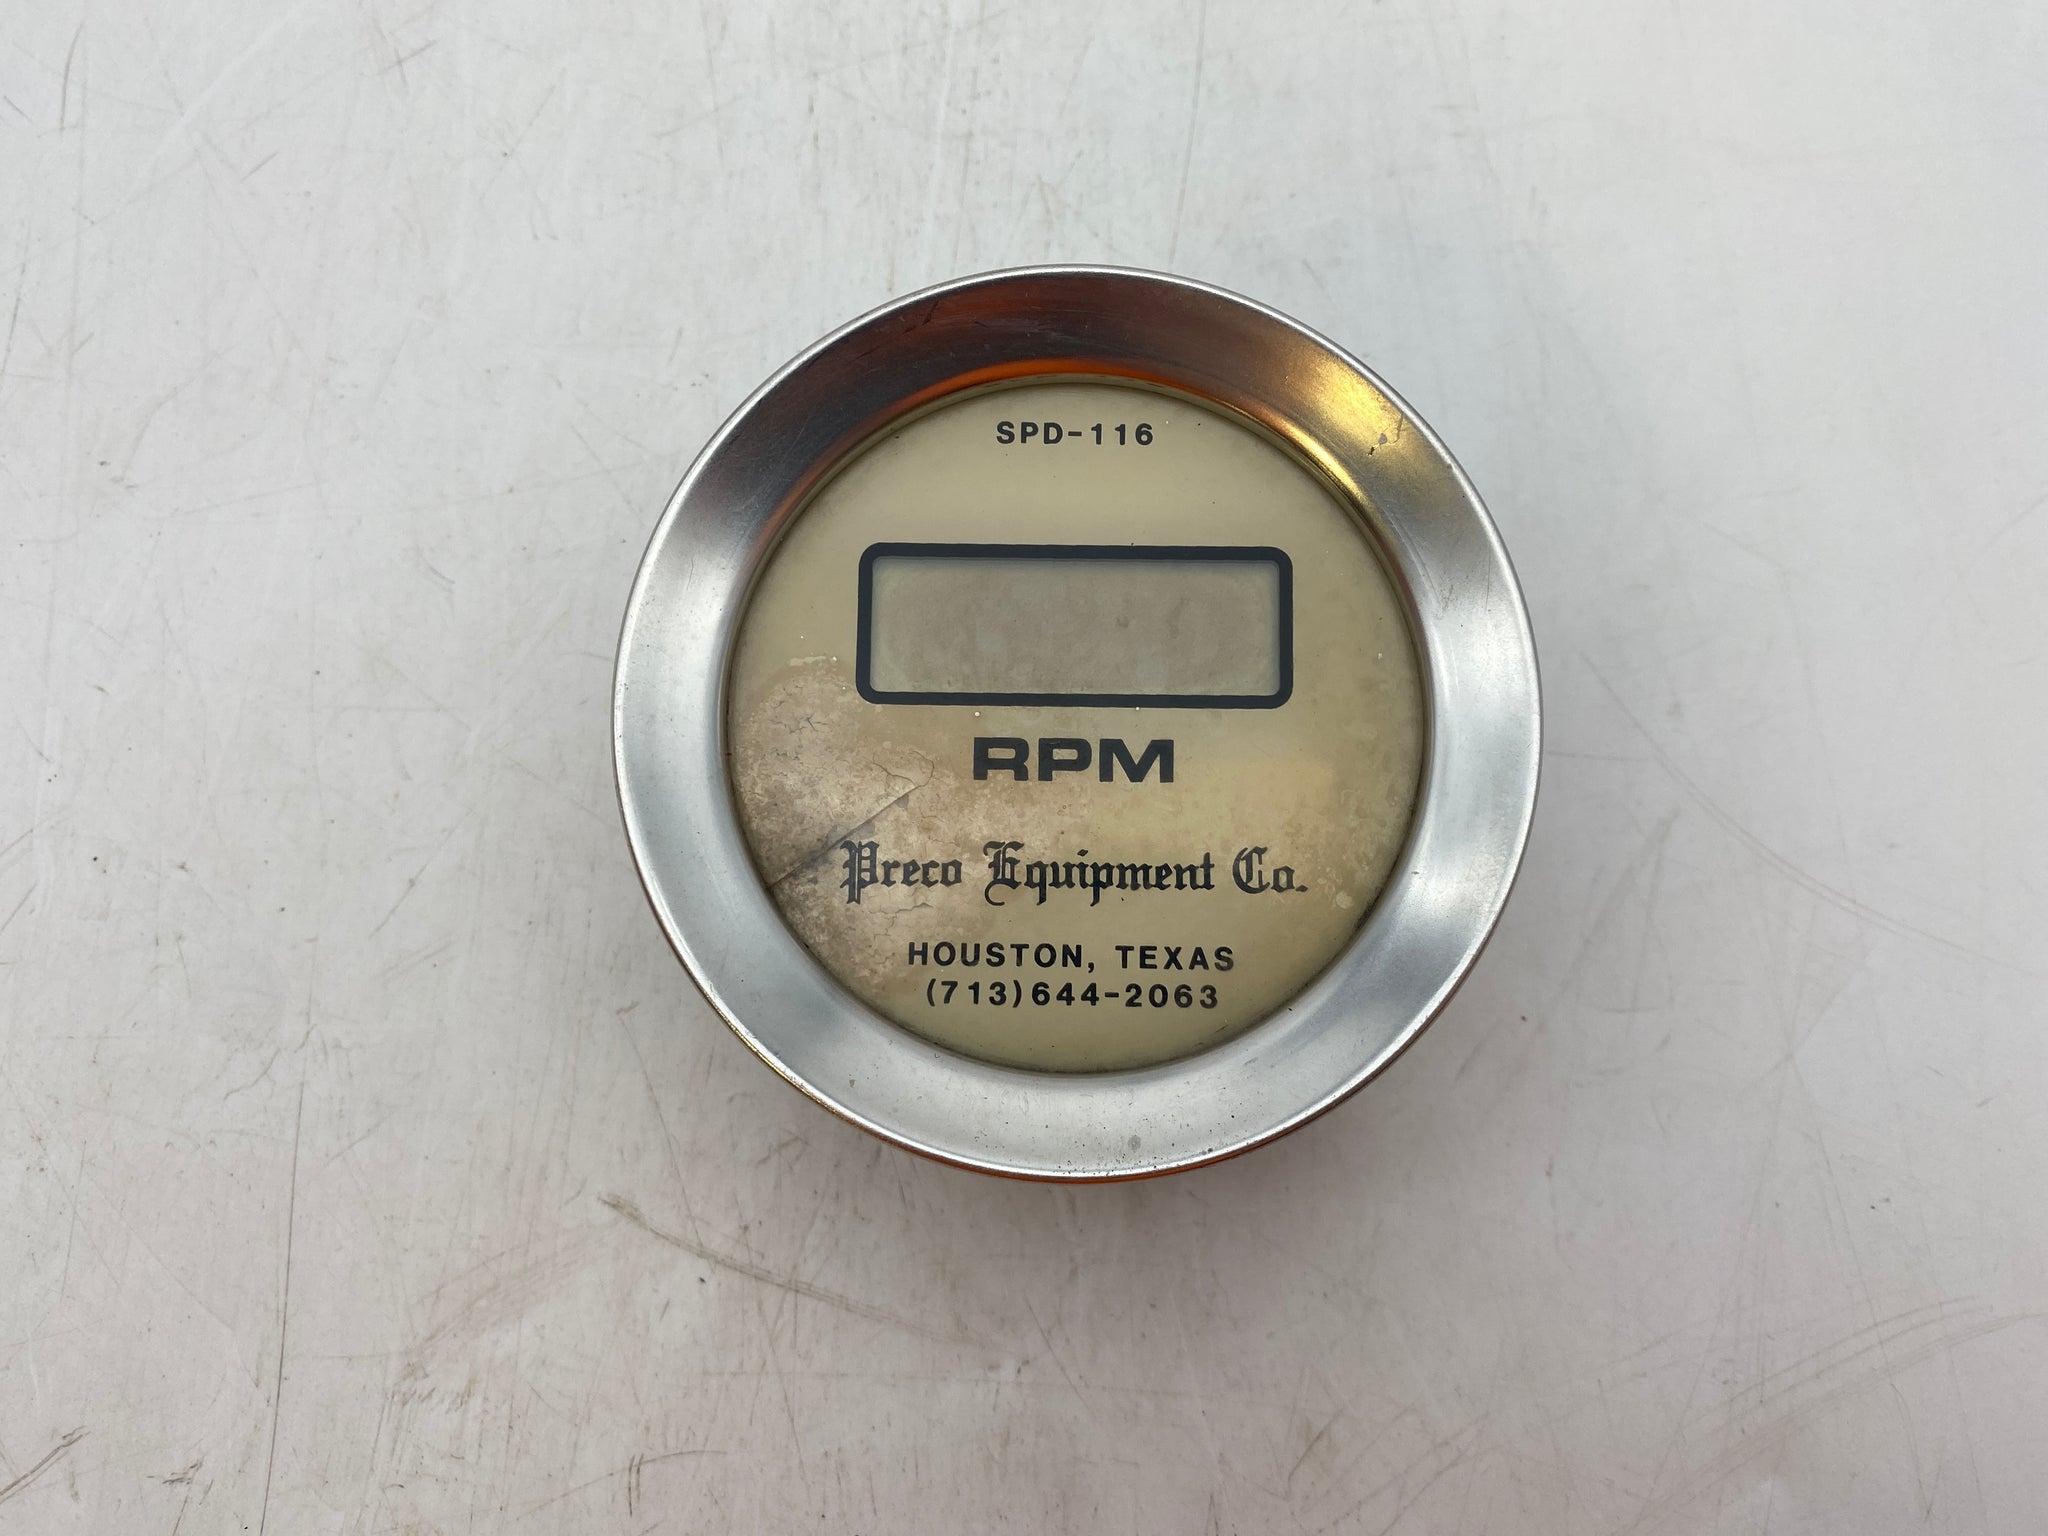 SPD-116
RPM
Preco Equipment Co.
HOUSTON, TEXAS
(713)644-2063